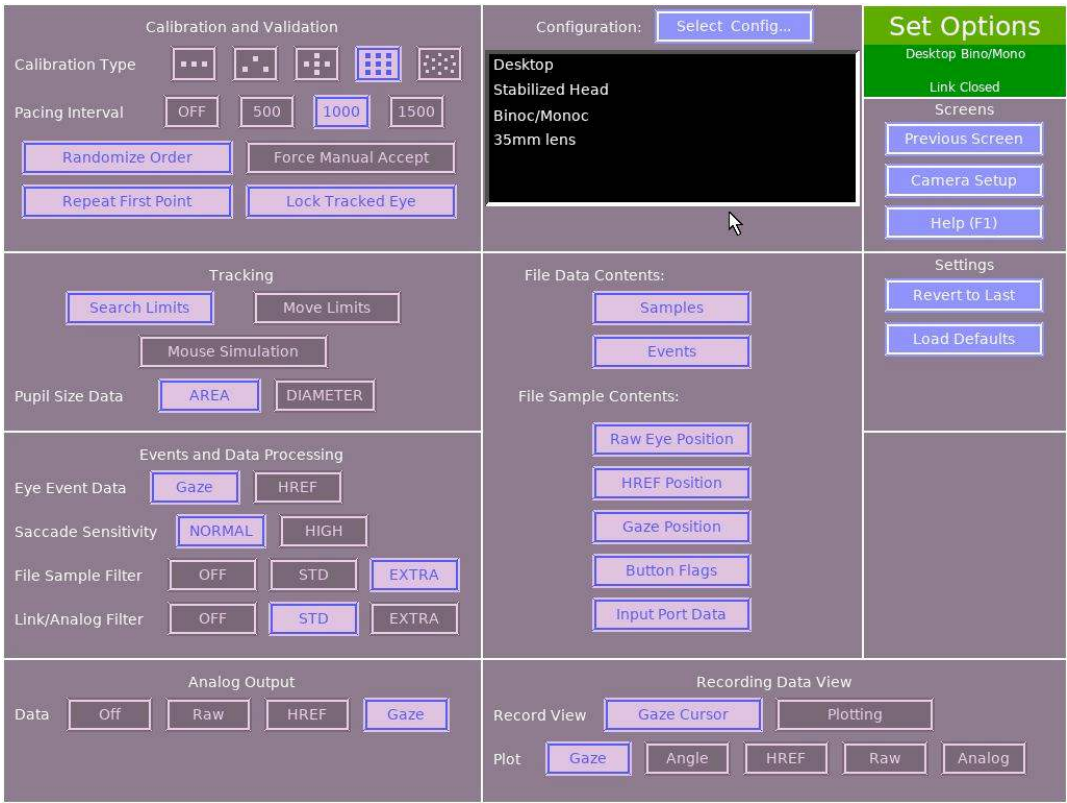 Calibration and Validation
Calibration Type
Pacing Interval OFF 500 1000 1500
Randomize Order Force Manual Accept
Repeat First Point Lock Tracked Eye
Configuration: Select Config...
Desktop
Stabilized Head
Binoc/Monoc
35mm lens
Set Options
Desktop Bino/Mono
Link Closed
Screens
Previous Screen
Camera Setup
Help (F1)
Tracking
Search Limits Move Limits
Mouse Simulation
Pupil Size Data AREA DIAMETER
File Data Contents:
Samples
Events
File Sample Contents:
Raw Eye Position
HREF Position
Gaze Position
Button Flags
Input Port Data
Settings
Revert to Last
Load Defaults
Events and Data Processing
Eye Event Data Gaze HREF
Saccade Sensitivity NORMAL HIGH
File Sample Filter OFF STD EXTRA
Link/Analog Filter OFF STD EXTRA
Analog Output
Data Off Raw HREF Gaze
Recording Data View
Record View Gaze Cursor Plotting
Plot Gaze Angle HREF Raw Analog